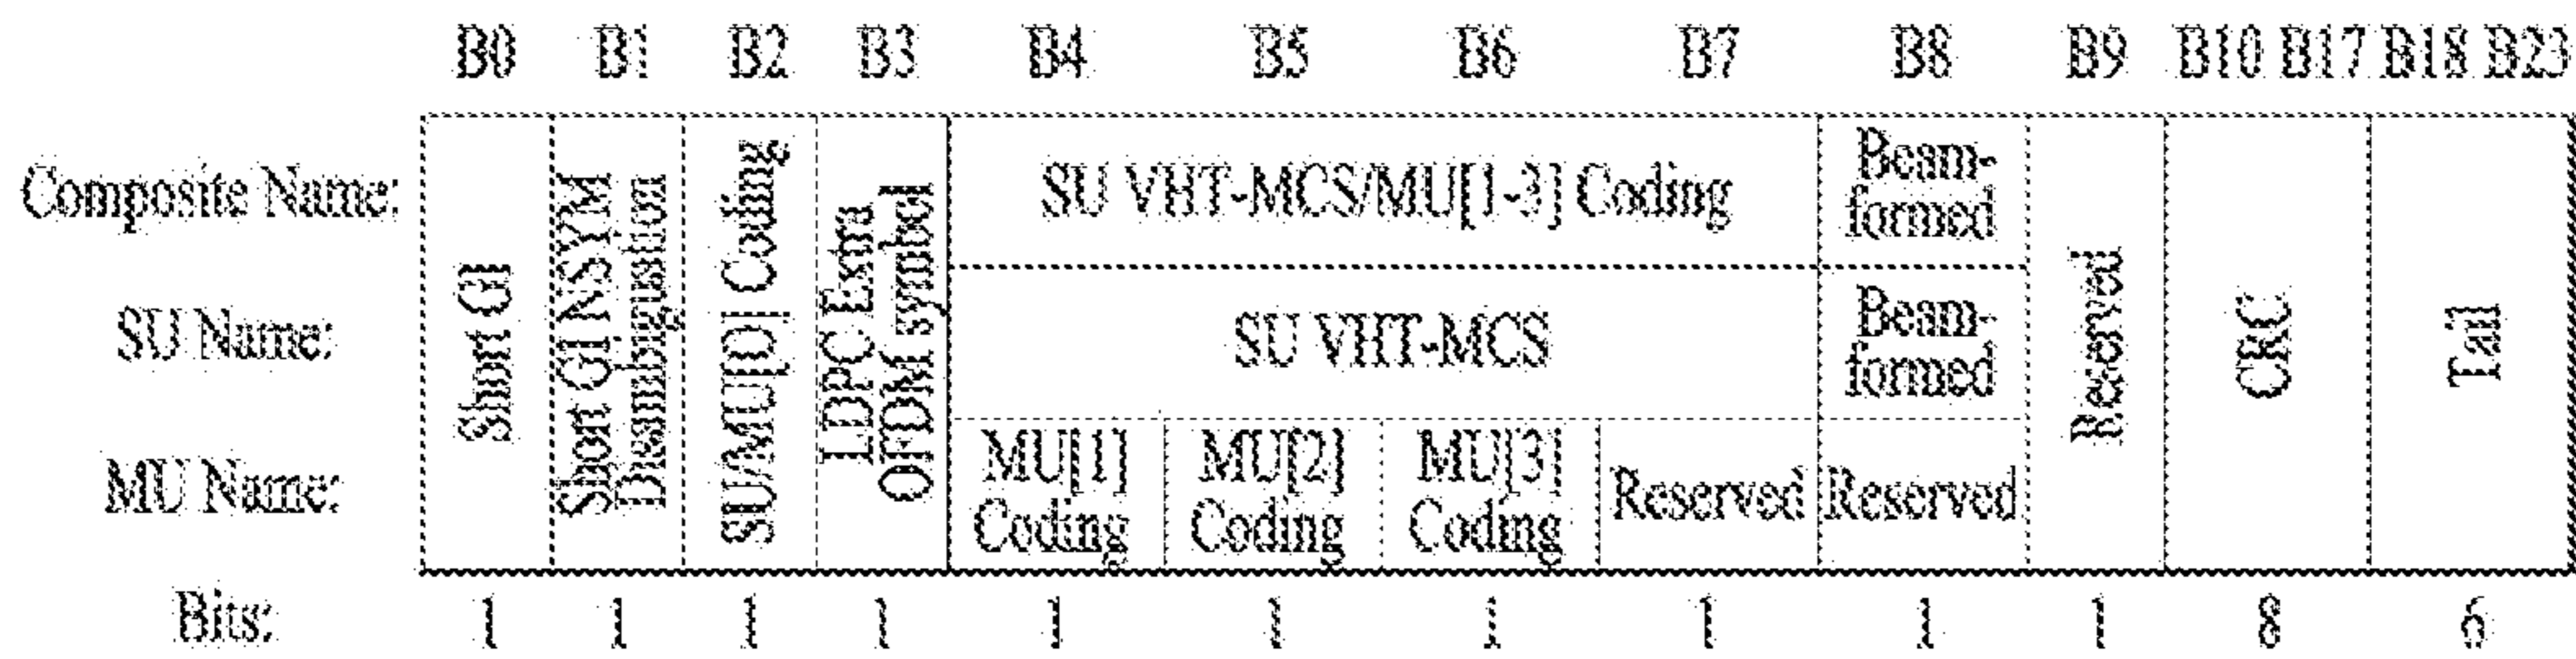 B0 B1 B2 B3 B4 B5 B6 B7 B8 B9 B10 B17 B18 B23
Composite Name:
SU Name:
MU Name:
Short GI
Short GI NSYM
Disambiguation
SU/MU[0] Coding
LDPC Extra
OFDM symbol
SU VHT-MCS/MU[1-3] Coding
Beam-
formed
SU VHT-MCS
Beam-
formed
MU[1]
Coding
MU[2]
Coding
MU[3]
Coding
Reserved
Reserved
Reserved
CRC
Tail
Bits: 1 1 1 1 1 1 1 1 1 1 8 6